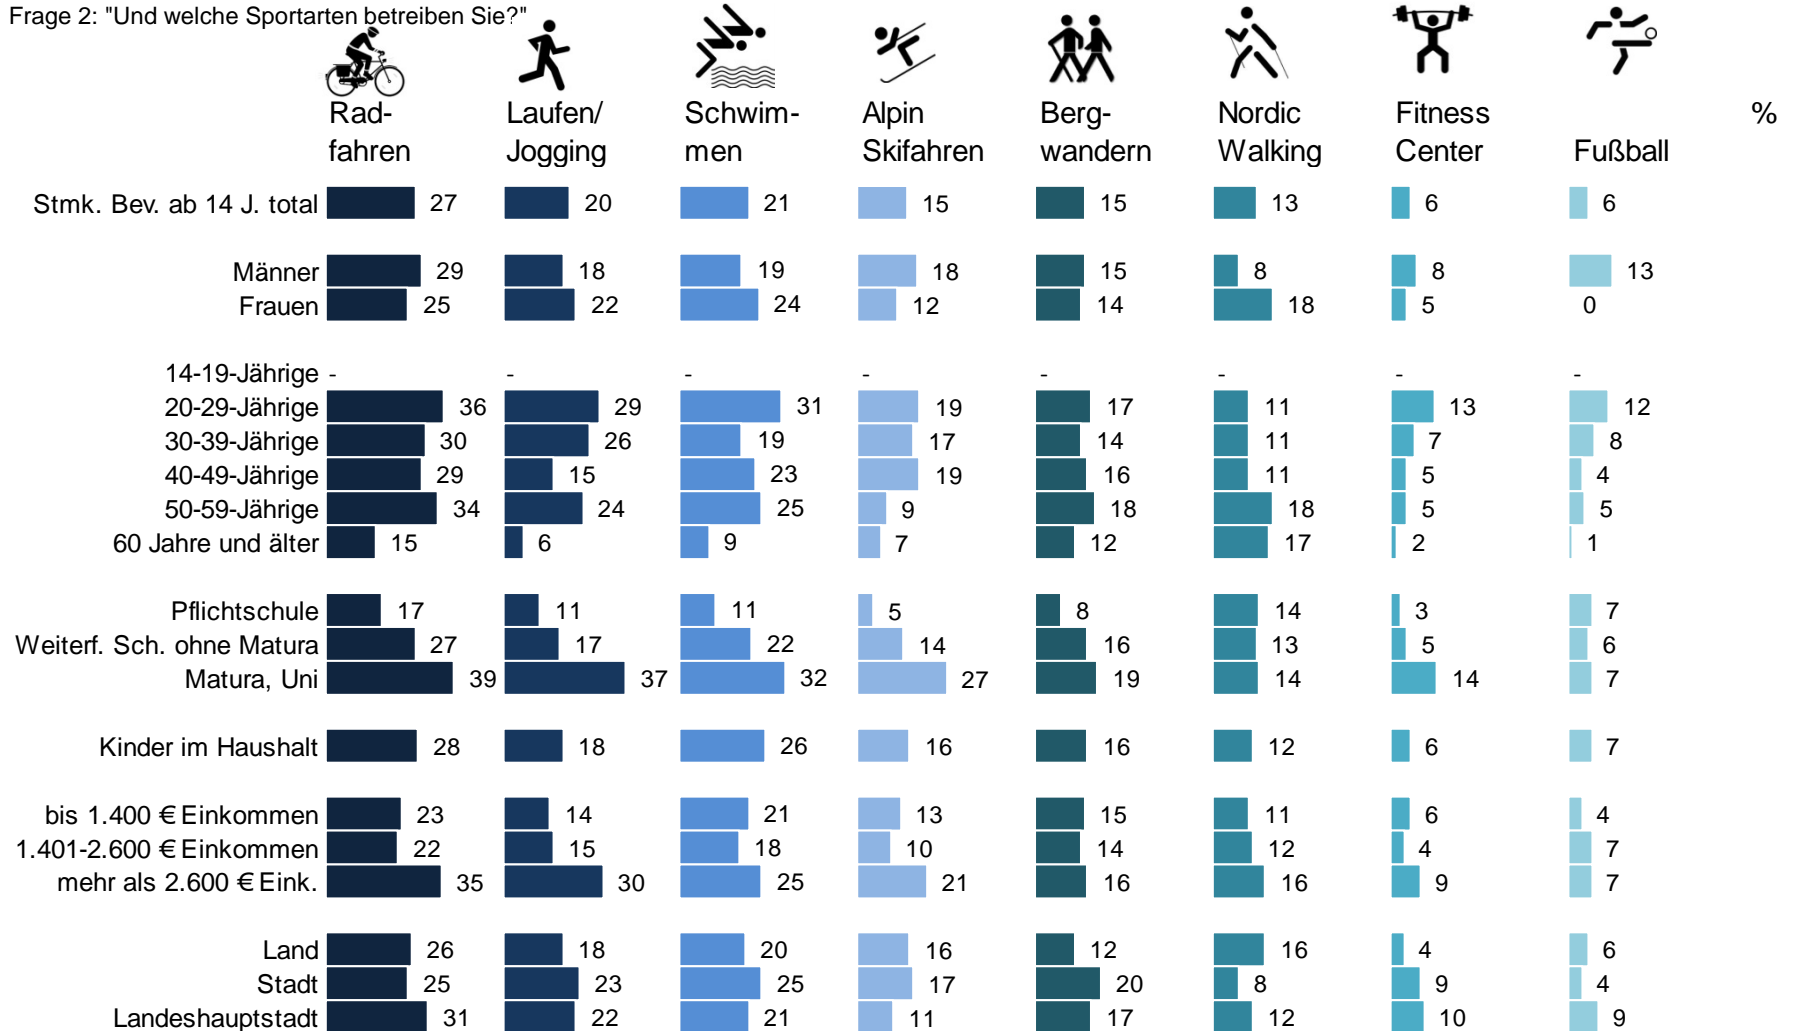 Frage 2: "Und welche Sportarten betreiben Sie?"
Rad- Laufen/ Schwim- Alpin Berg- Nordic Fitness %
fahren Jogging men Skifahren wandern Walking Center Fußball
Stmk. Bev. ab 14 J. total 27 20 21 15 15 13 6 6
Männer 29 18 19 18 15 8 8 13
Frauen 25 22 24 12 14 18 5 0
14-19-Jährige - - - - - - - -
20-29-Jährige 36 29 31 19 17 11 13 12
30-39-Jährige 30 26 19 17 14 11 7 8
40-49-Jährige 29 15 23 19 16 11 5 4
50-59-Jährige 34 24 25 9 18 18 5 5
60 Jahre und älter 15 6 9 7 12 17 2 1
Pflichtschule 17 11 11 5 8 14 3 7
Weiterf. Sch. ohne Matura 27 17 22 14 16 13 5 6
Matura, Uni 39 37 32 27 19 14 14 7
Kinder im Haushalt 28 18 26 16 16 12 6 7
bis 1.400 € Einkommen 23 14 21 13 15 11 6 4
1.401-2.600 € Einkommen 22 15 18 10 14 12 4 7
mehr als 2.600 € Eink. 35 30 25 21 16 16 9 7
Land 26 18 20 16 12 16 4 6
Stadt 25 23 25 17 20 8 9 4
Landeshauptstadt 31 22 21 11 17 12 10 9